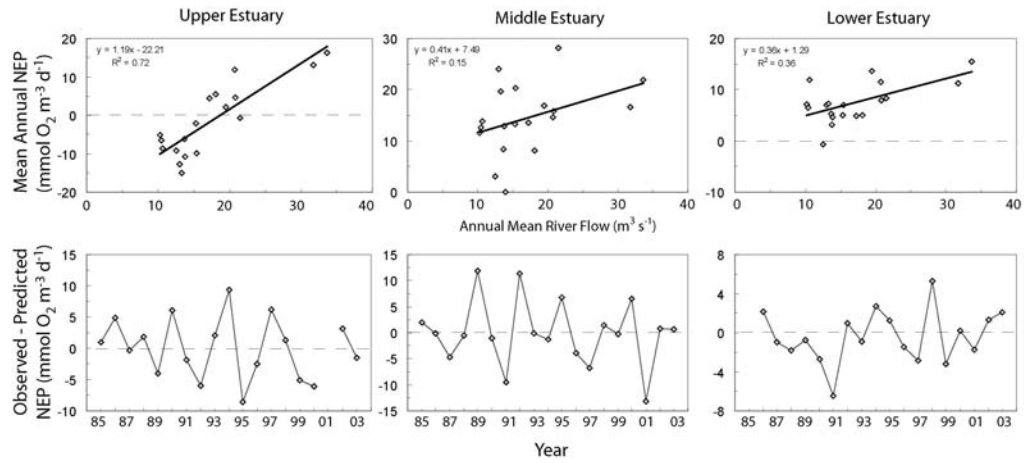 Upper Estuary
Middle Estuary
Lower Estuary
Mean Annual NEP
(mmol O₂ m⁻³ d⁻¹)
20
10
0
-10
-20
y = 1.19x - 22.21
R² = 0.72
0
10
20
30
40
30
20
10
0
y = 0.41x + 7.49
R² = 0.15
0
10
20
30
40
20
10
0
-10
y = 0.36x + 1.29
R² = 0.36
0
10
20
30
40
Annual Mean River Flow (m³ s⁻¹)
Observed - Predicted
NEP (mmol O₂ m⁻³ d⁻¹)
15
10
5
0
-5
-10
85 87 89 91 93 95 97 99 01 03
15
10
5
0
-5
-10
-15
85 87 89 91 93 95 97 99 01 03
8
4
0
-4
-8
85 87 89 91 93 95 97 99 01 03
Year